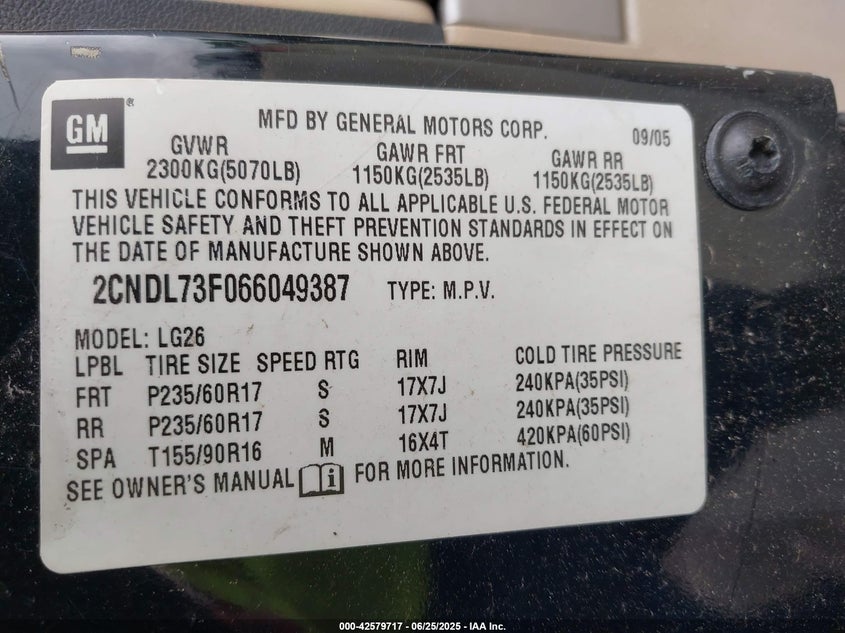 GM®
MFD BY GENERAL MOTORS CORP. 09/05
GVWR GAWR FRT GAWR RR
2300KG(5070LB) 1150KG(2535LB) 1150KG(2535LB)
THIS VEHICLE CONFORMS TO ALL APPLICABLE U.S. FEDERAL MOTOR
VEHICLE SAFETY AND THEFT PREVENTION STANDARDS IN EFFECT ON
THE DATE OF MANUFACTURE SHOWN ABOVE.
2CNDL73F066049387 TYPE: M.P.V.
MODEL: LG26
LPBL TIRE SIZE SPEED RTG RIM COLD TIRE PRESSURE
FRT P235/60R17 S 17X7J 240KPA(35PSI)
RR P235/60R17 S 17X7J 240KPA(35PSI)
SPA T155/90R16 M 16X4T 420KPA(60PSI)
SEE OWNER'S MANUAL i FOR MORE INFORMATION.
000-42579717 - 06/25/2025 - IAA Inc.